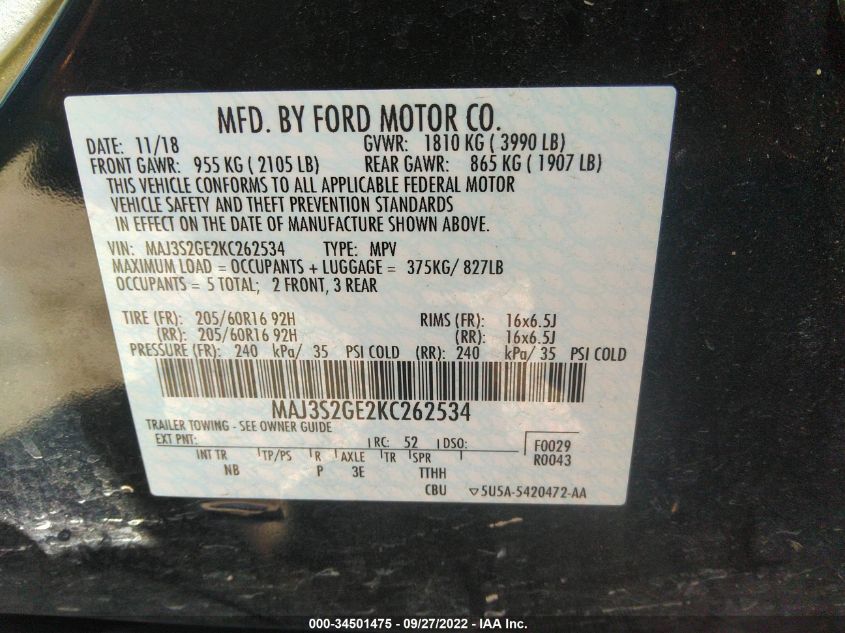 MFD. BY FORD MOTOR CO.
DATE: 11/18 GVWR: 1810 KG ( 3990 LB)
FRONT GAWR: 955 KG ( 2105 LB) REAR GAWR: 865 KG ( 1907 LB)
THIS VEHICLE CONFORMS TO ALL APPLICABLE FEDERAL MOTOR
VEHICLE SAFETY AND THEFT PREVENTION STANDARDS
IN EFFECT ON THE DATE OF MANUFACTURE SHOWN ABOVE.
VIN: MAJ3S2GE2KC262534 TYPE: MPV
MAXIMUM LOAD = OCCUPANTS + LUGGAGE = 375KG/ 827LB
OCCUPANTS = 5 TOTAL; 2 FRONT, 3 REAR
TIRE (FR): 205/60R16 92H RIMS (FR): 16x6.5J
(RR): 205/60R16 92H (RR): 16x6.5J
PRESSURE (FR): 240 kPa/ 35 PSI COLD (RR): 240 kPa/ 35 PSI COLD
MAJ3S2GE2KC262534
TRAILER TOWING - SEE OWNER GUIDE
EXT PNT: RC: 52 DSO: F0029
INT TR TP/PS R AXLE TR SPR R0043
NB P 3E TTHH
CBU ▽5U5A-5420472-AA
000-34501475 — 09/27/2022 — IAA Inc.